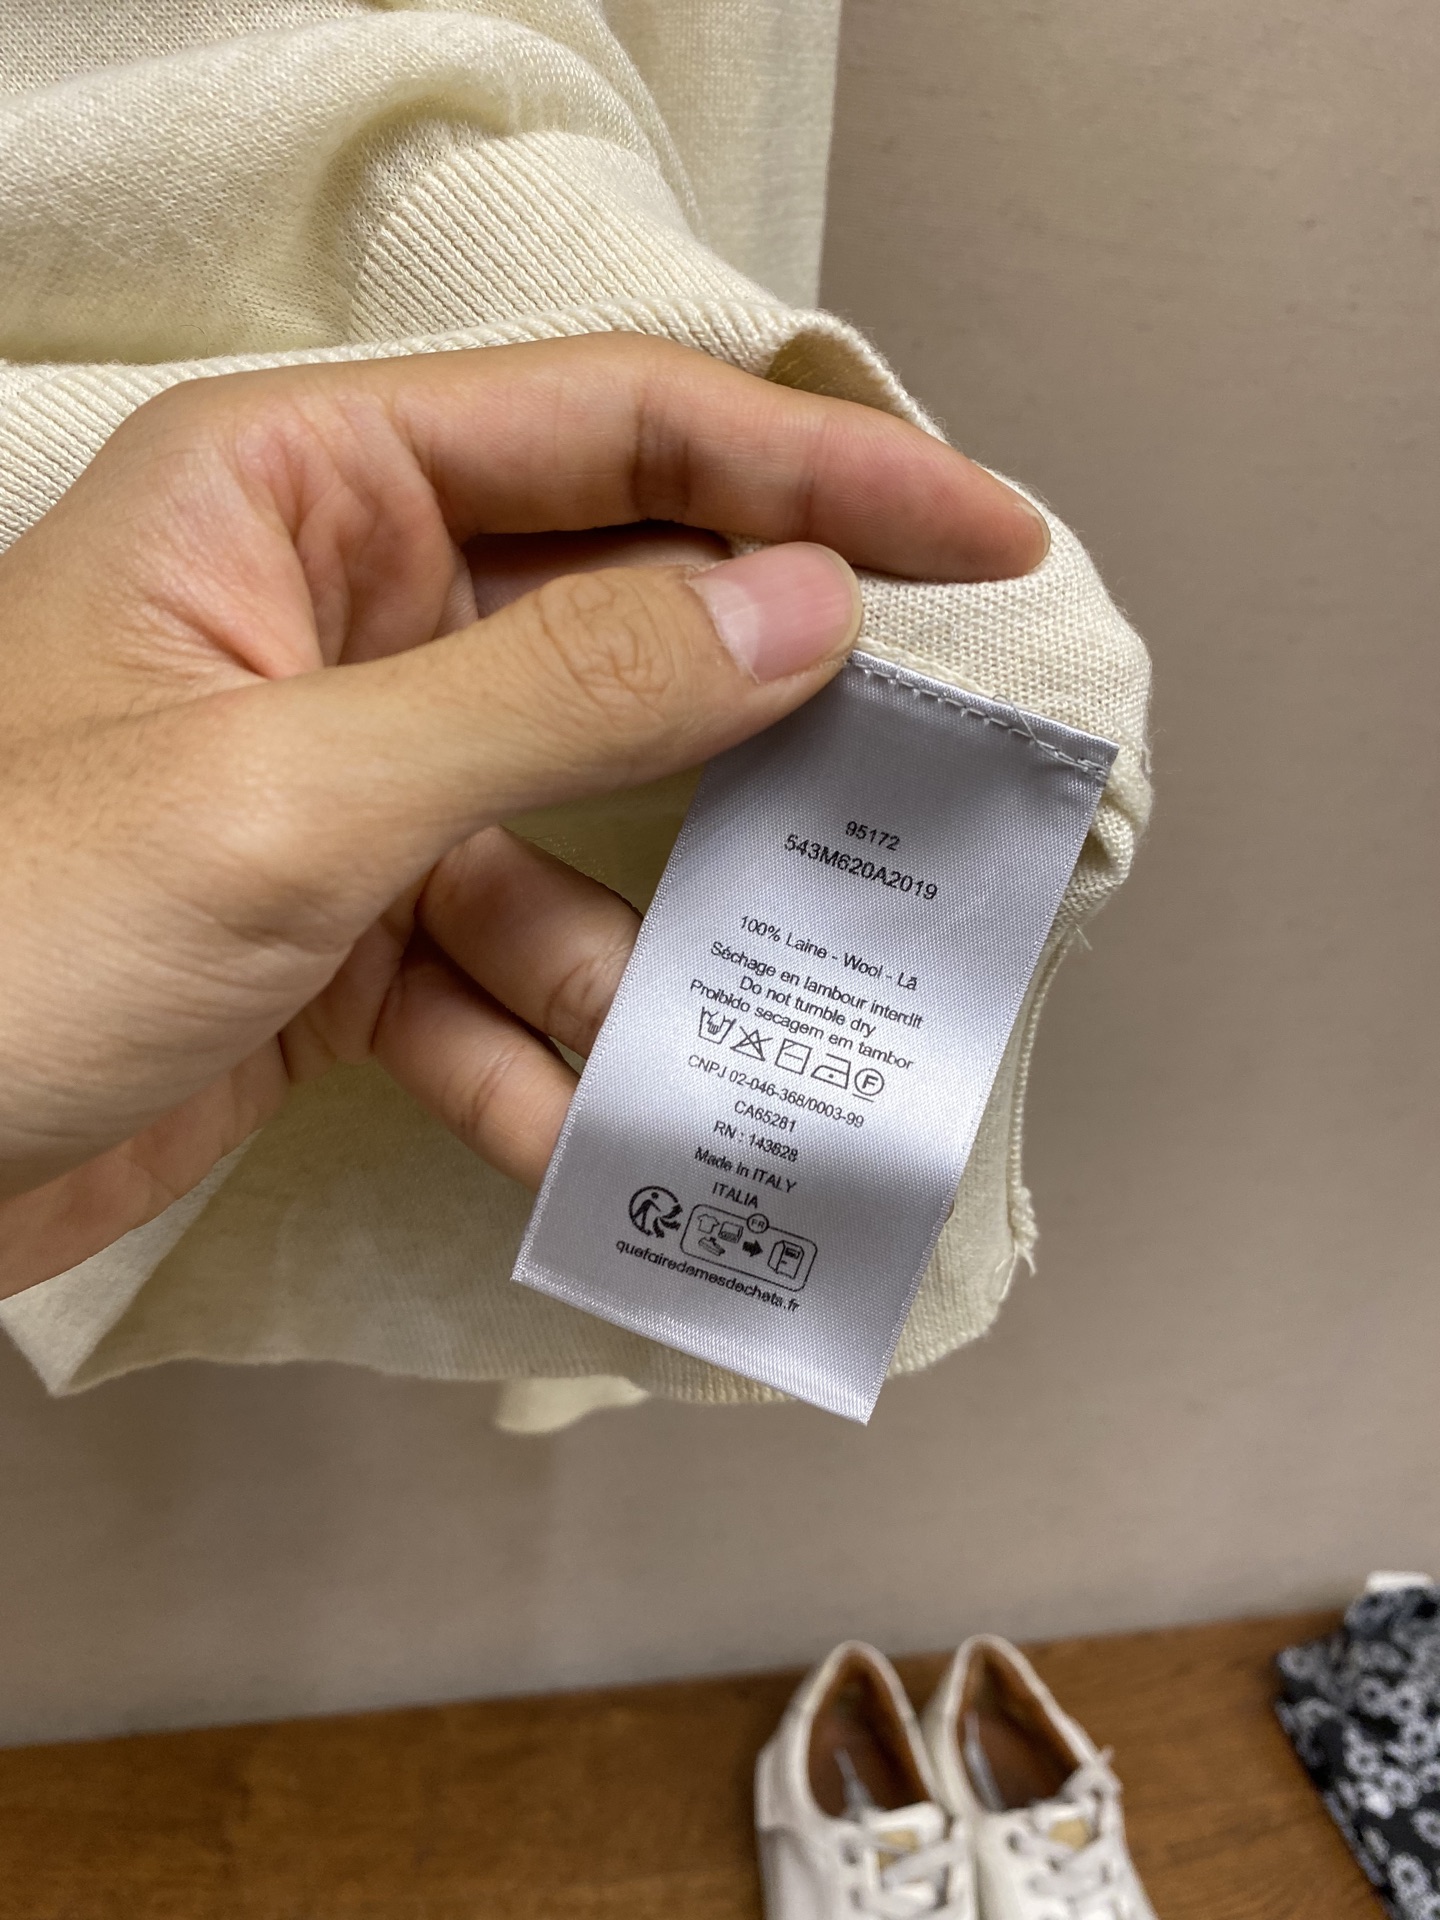 95172
543M620A2019
100% Laine - Wool - Lã
Séchage en tambour interdit
Do not tumble dry
Proibido secagem em tambor
F
CNPJ 02-046-368/0003-99
CA65281
RN : 143628
Made in ITALY
ITALIA
FR
quefairedemesdechets.fr